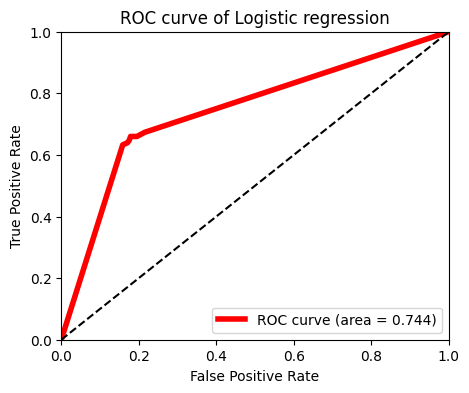 ROC curve of Logistic regression
1.0
0.8
0.6
0.4
0.2
0.0
True Positive Rate
ROC curve (area = 0.744)
0.0 0.2 0.4 0.6 0.8 1.0
False Positive Rate